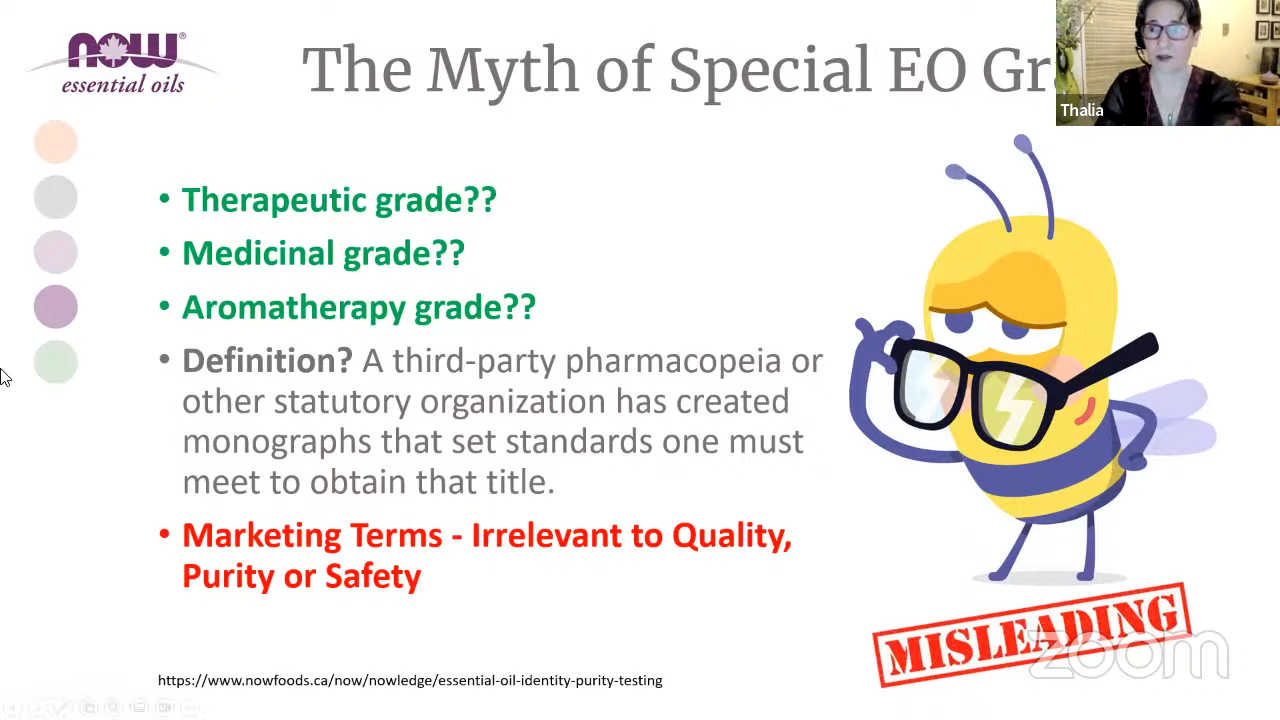 NOW®
essential oils
The Myth of Special EO Gr
Thalia
• Therapeutic grade??
• Medicinal grade??
• Aromatherapy grade??
• Definition? A third-party pharmacopeia or
other statutory organization has created
monographs that set standards one must
meet to obtain that title.
• Marketing Terms - Irrelevant to Quality,
Purity or Safety
MISLEADING
zoom
https://www.nowfoods.ca/now/nowledge/essential-oil-identity-purity-testing